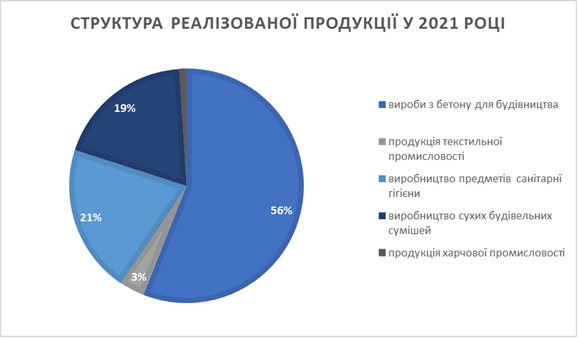 СТРУКТУРА РЕАЛІЗОВАНОЇ ПРОДУКЦІЇ У 2021 РОЦІ
19%
21%
56%
3%
вироби з бетону для будівництва
продукція текстильної
промисловості
виробництво предметів санітарної
гігієни
виробництво сухих будівельних
сумішей
продукція харчової промисловості